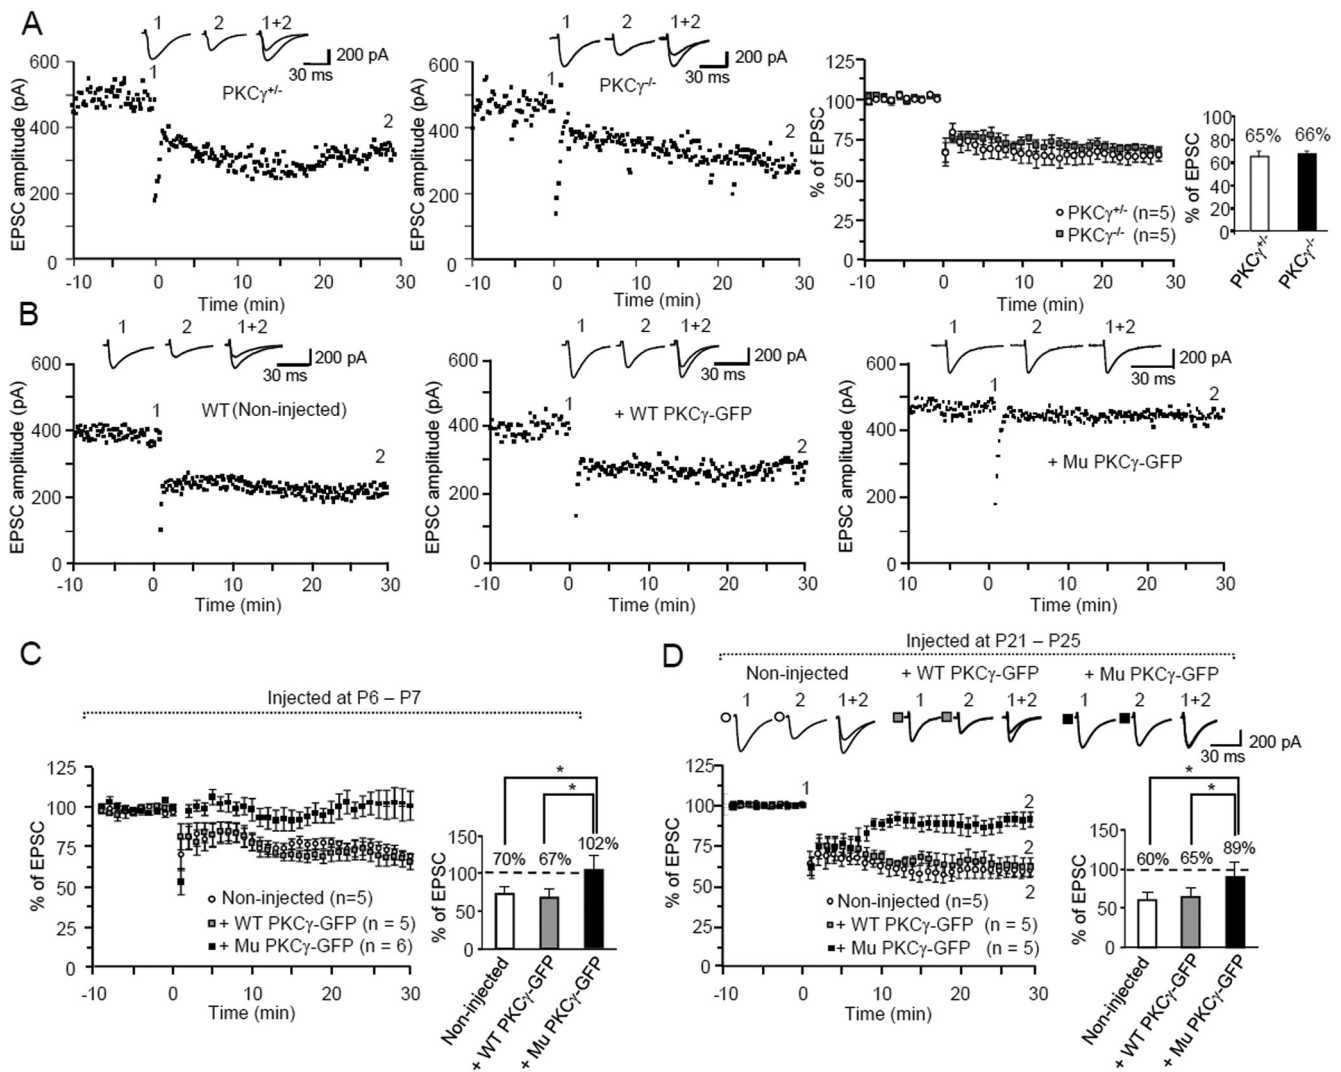 A
1 2 1+2
200 pA
30 ms
EPSC amplitude (pA)
600
400
200
0
1
PKCγ+/-
2
-10 0 10 20 30
Time (min)
1 2 1+2
200 pA
30 ms
EPSC amplitude (pA)
600
400
200
0
1
PKCγ-/-
2
-10 0 10 20 30
Time (min)
% of EPSC
125
100
75
50
25
0
PKCγ+/- (n=5)
PKCγ-/- (n=5)
-10 0 10 20 30
Time (min)
% of EPSC
100
80
60
40
20
0
65% 66%
PKCγ+/-
PKCγ-/-
B
1 2 1+2
200 pA
30 ms
EPSC amplitude (pA)
600
400
200
0
1
WT (Non-injected)
2
-10 0 10 20 30
Time (min)
1 2 1+2
200 pA
30 ms
EPSC amplitude (pA)
600
400
200
0
1
+ WT PKCγ-GFP
2
-10 0 10 20 30
Time (min)
1 2 1+2
200 pA
30 ms
EPSC amplitude (pA)
600
400
200
0
1
2
+ Mu PKCγ-GFP
10 0 10 20 30
Time (min)
C
Injected at P6 – P7
% of EPSC
125
100
75
50
25
0
Non-injected (n=5)
+ WT PKCγ-GFP (n = 5)
+ Mu PKCγ-GFP (n = 6)
-10 0 10 20 30
Time (min)
*
*
% of EPSC
150
100
50
0
70% 67% 102%
Non-injected
+ WT PKCγ-GFP
+ Mu PKCγ-GFP
D
Injected at P21 – P25
Non-injected + WT PKCγ-GFP + Mu PKCγ-GFP
1 2 1+2 1 2 1+2 1 2 1+2
200 pA
30 ms
% of EPSC
125
100
75
50
25
0
1
2
2
2
Non-injected (n=5)
+ WT PKCγ-GFP (n = 5)
+ Mu PKCγ-GFP (n = 5)
-10 0 10 20 30
Time (min)
*
*
% of EPSC
150
100
50
0
60% 65% 89%
Non-injected
+ WT PKCγ-GFP
+ Mu PKCγ-GFP